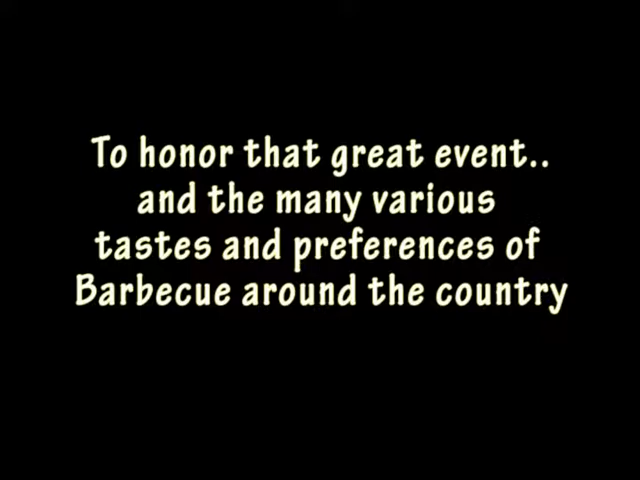 To honor that great event..
and the many various
tastes and preferences of
Barbecue around the country